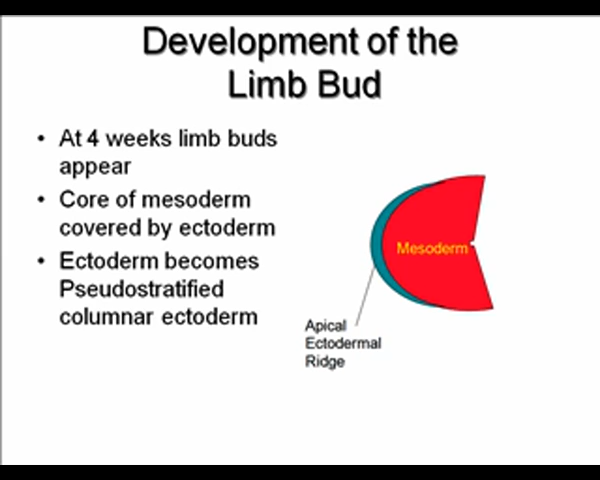 Development of the
Limb Bud
• At 4 weeks limb buds
appear
• Core of mesoderm
covered by ectoderm
• Ectoderm becomes
Pseudostratified
columnar ectoderm
Mesoderm
Apical
Ectodermal
Ridge